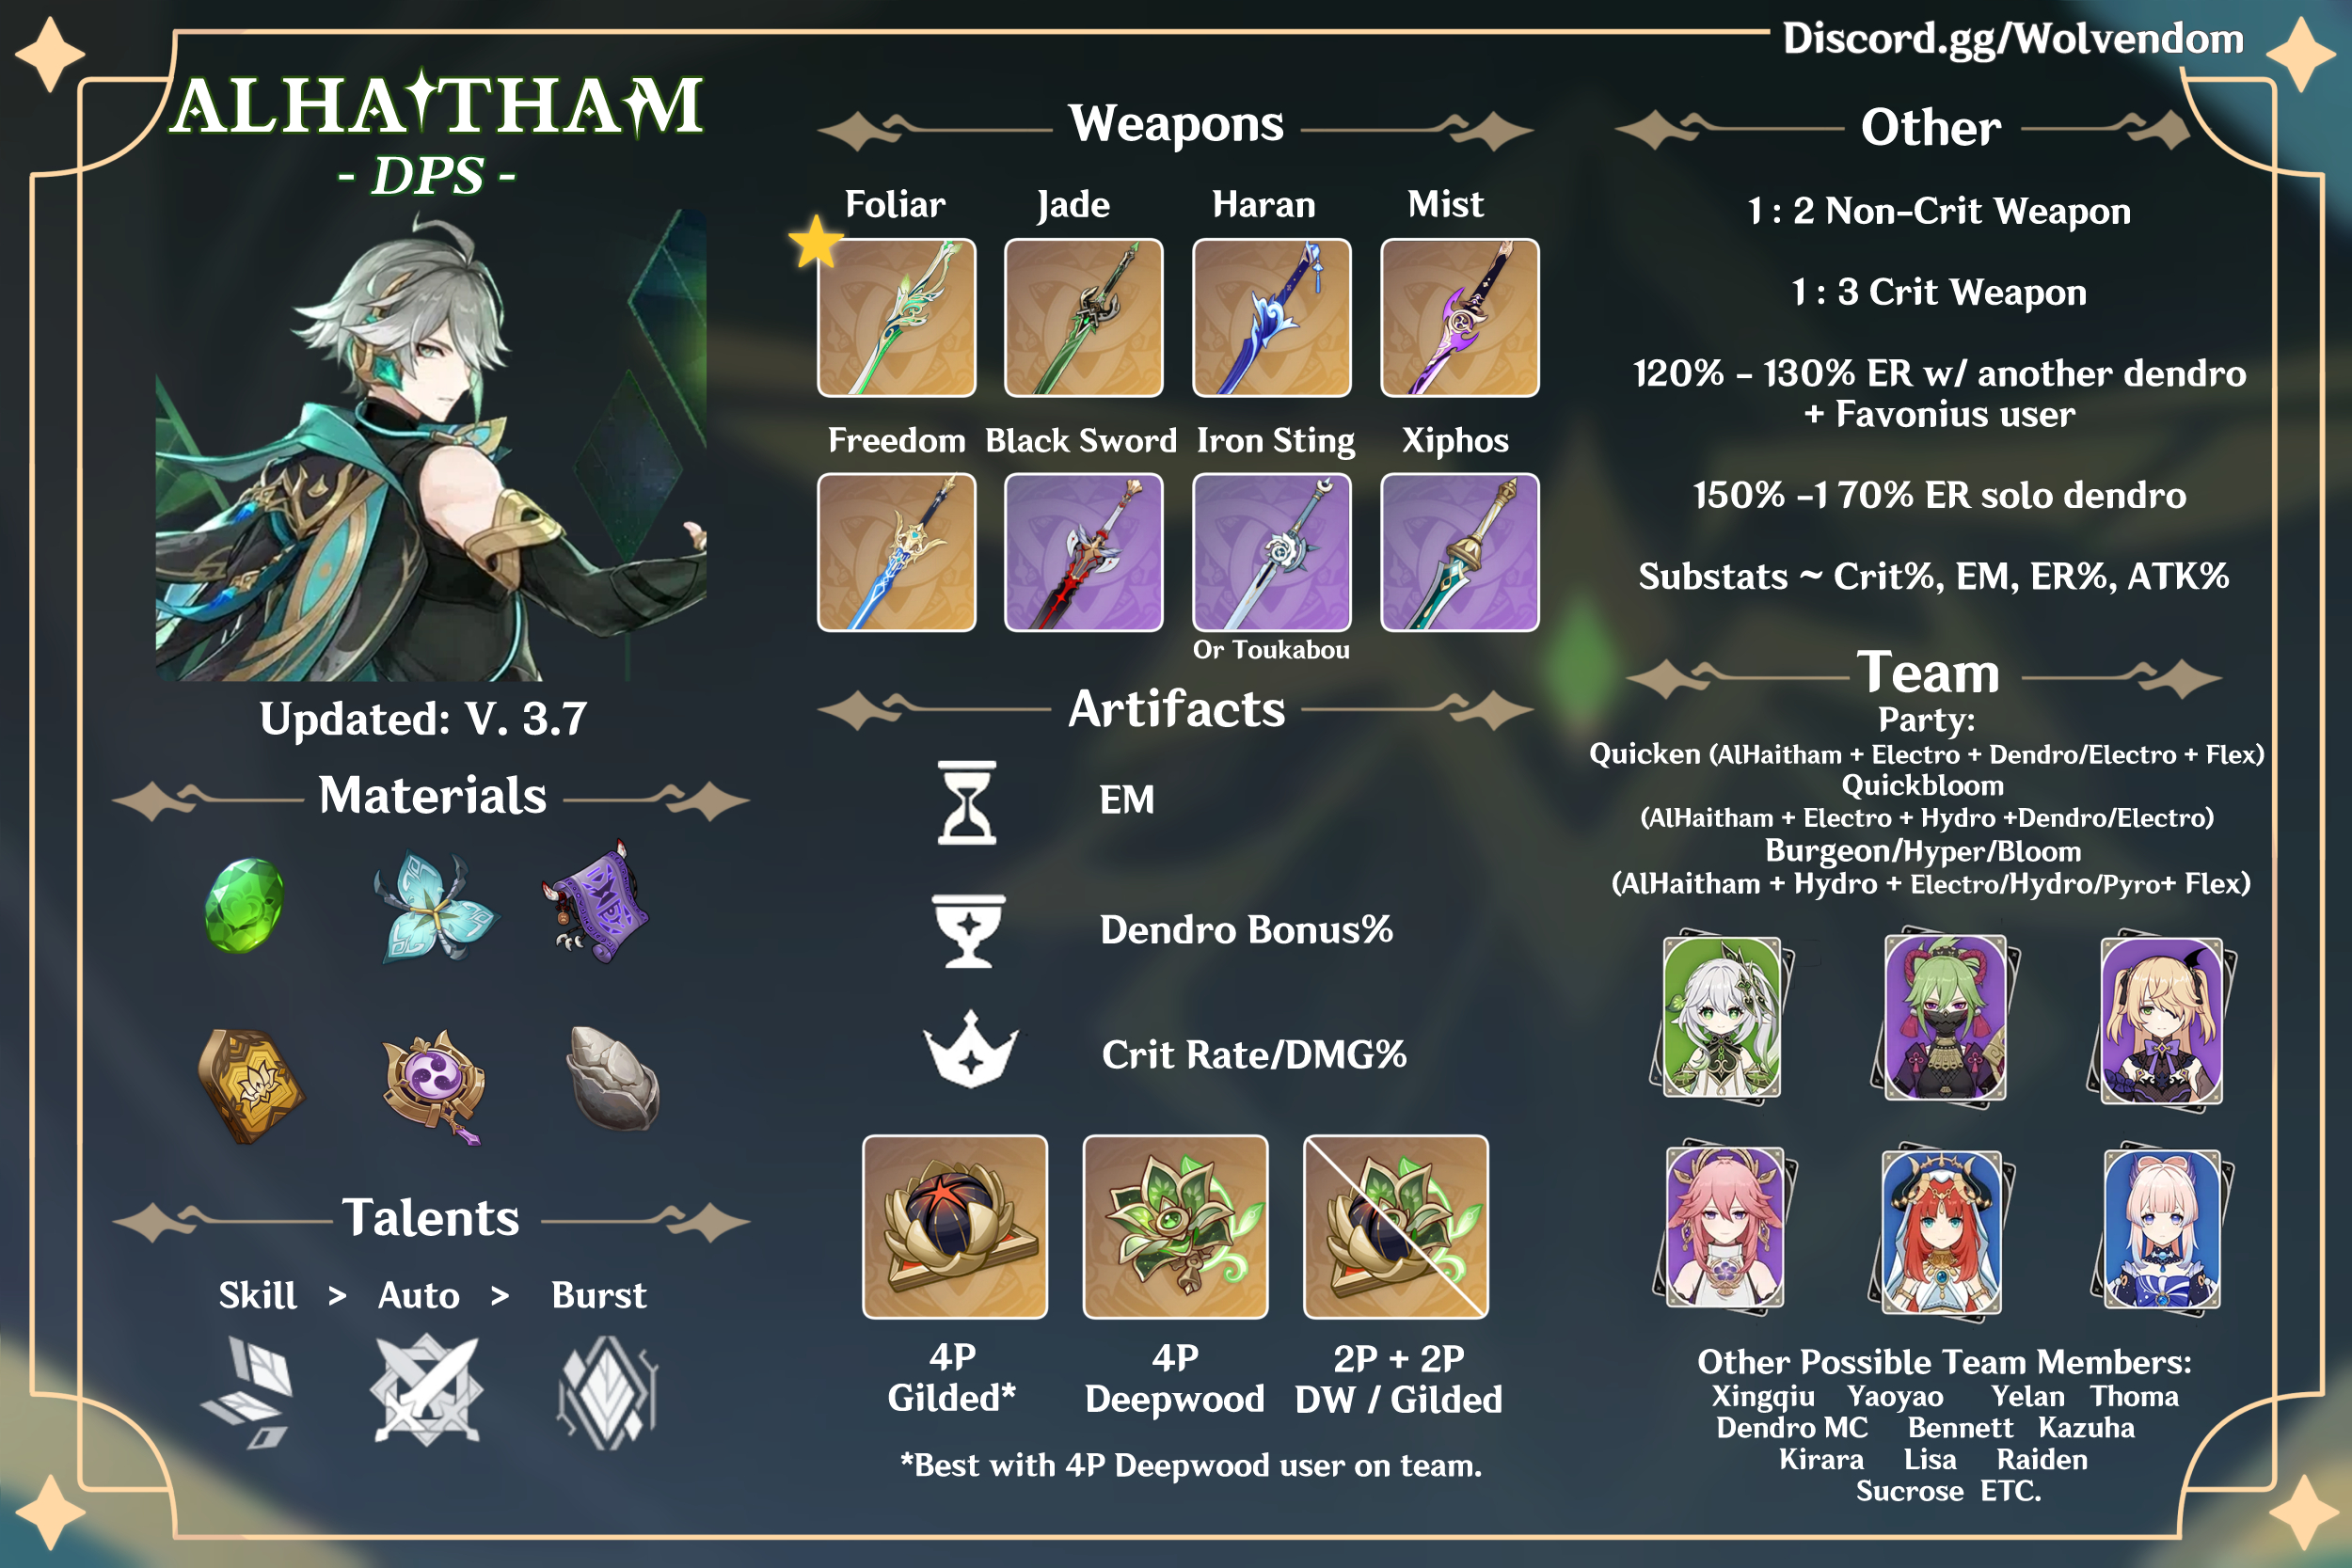 Discord.gg/Wolvendom
ALHAITHAM
- DPS -
Updated: V. 3.7
Materials
Talents
Skill > Auto > Burst
Weapons
Foliar Jade Haran Mist
Freedom Black Sword Iron Sting Xiphos
Or Toukabou
Artifacts
EM
Dendro Bonus%
Crit Rate/DMG%
4P 4P 2P + 2P
Gilded* Deepwood DW / Gilded
*Best with 4P Deepwood user on team.
Other
1 : 2 Non-Crit Weapon
1 : 3 Crit Weapon
120% - 130% ER w/ another dendro
+ Favonius user
150% -170% ER solo dendro
Substats ~ Crit%, EM, ER%, ATK%
Team
Party:
Quicken (AlHaitham + Electro + Dendro/Electro + Flex)
Quickbloom
(AlHaitham + Electro + Hydro +Dendro/Electro)
Burgeon/Hyper/Bloom
(AlHaitham + Hydro + Electro/Hydro/Pyro+ Flex)
Other Possible Team Members:
Xingqiu Yaoyao Yelan Thoma
Dendro MC Bennett Kazuha
Kirara Lisa Raiden
Sucrose ETC.